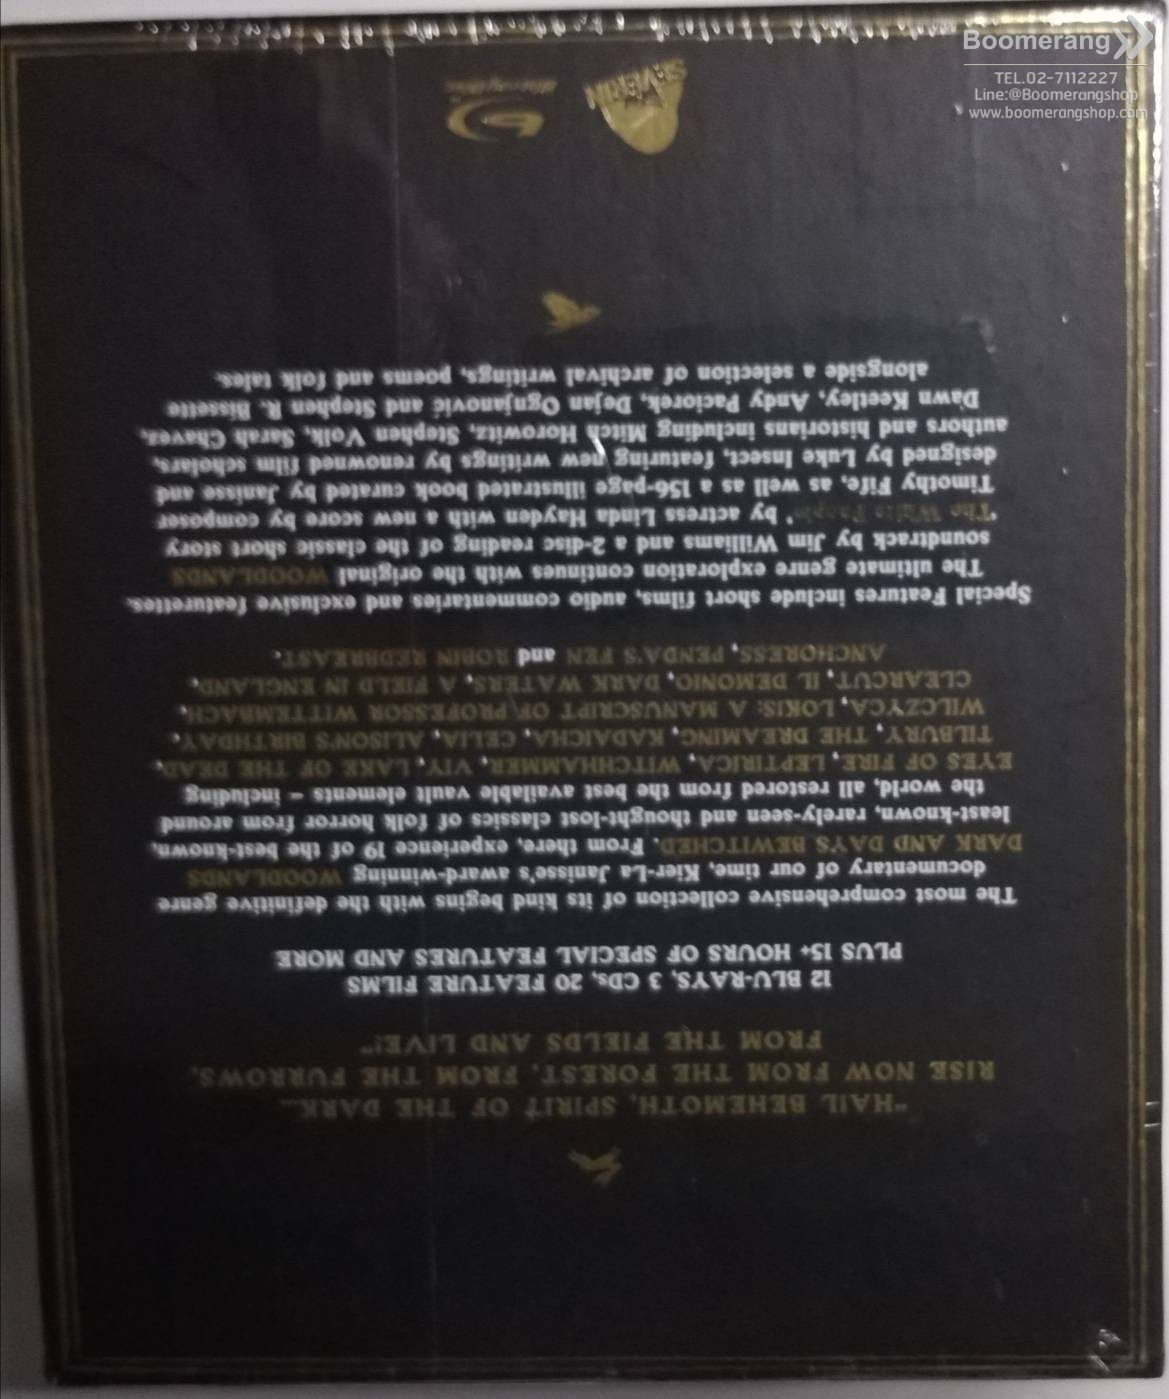 "HAIL BEHEMOTH, SPIRIT OF THE DARK...
RISE NOW FROM THE FOREST, FROM THE FURROWS,
FROM THE FIELDS AND LIVE!"
12 BLU-RAYS, 3 CDs, 20 FEATURE FILMS
PLUS 15+ HOURS OF SPECIAL FEATURES AND MORE
The most comprehensive collection of its kind begins with the definitive genre
documentary of our time, Kier-La Janisse's award-winning WOODLANDS
DARK AND DAYS BEWITCHED. From there, experience 19 of the best-known,
least-known, rarely-seen and thought-lost classics of folk horror from around
the world, all restored from the best available vault elements – including
EYES OF FIRE, LEPTIRICA, WITCHHAMMER, VIY, LAKE OF THE DEAD,
TILBURY, THE DREAMING, KADAICHA, CELIA, ALISON'S BIRTHDAY,
WILCZYCA, LOKIS: A MANUSCRIPT OF PROFESSOR WITTEMBACH,
CLEARCUT, IL DEMONIO, DARK WATERS, A FIELD IN ENGLAND,
ANCHORESS, PENDA'S FEN and ROBIN REDBREAST.
Special Features include short films, audio commentaries and exclusive featurettes.
The ultimate genre exploration continues with the original WOODLANDS
soundtrack by Jim Williams and a 2-disc reading of the classic short story
'The White People' by actress Linda Hayden with a new score by composer
Timothy Fife, as well as a 156-page illustrated book curated by Janisse and
designed by Luke Insect, featuring new writings by renowned film scholars,
authors and historians including Mitch Horowitz, Stephen Volk, Sarah Chavez,
Dawn Keetley, Andy Paciorek, Dejan Ognjanović and Stephen R. Bissette
alongside a selection of archival writings, poems and folk tales.
SEVERIN
Boomerang
TEL.02-7112227
Line:@Boomerangshop
www.boomerangshop.com